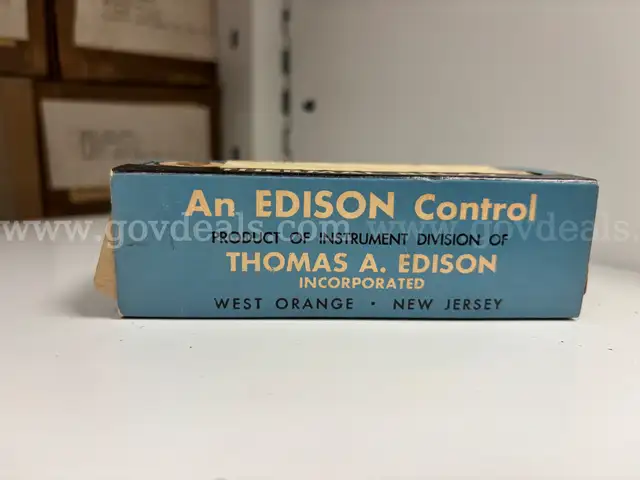 An EDISON Control
PRODUCT OF INSTRUMENT DIVISION OF
THOMAS A. EDISON
INCORPORATED
WEST ORANGE • NEW JERSEY
www.govdeals.com www.govdeals.